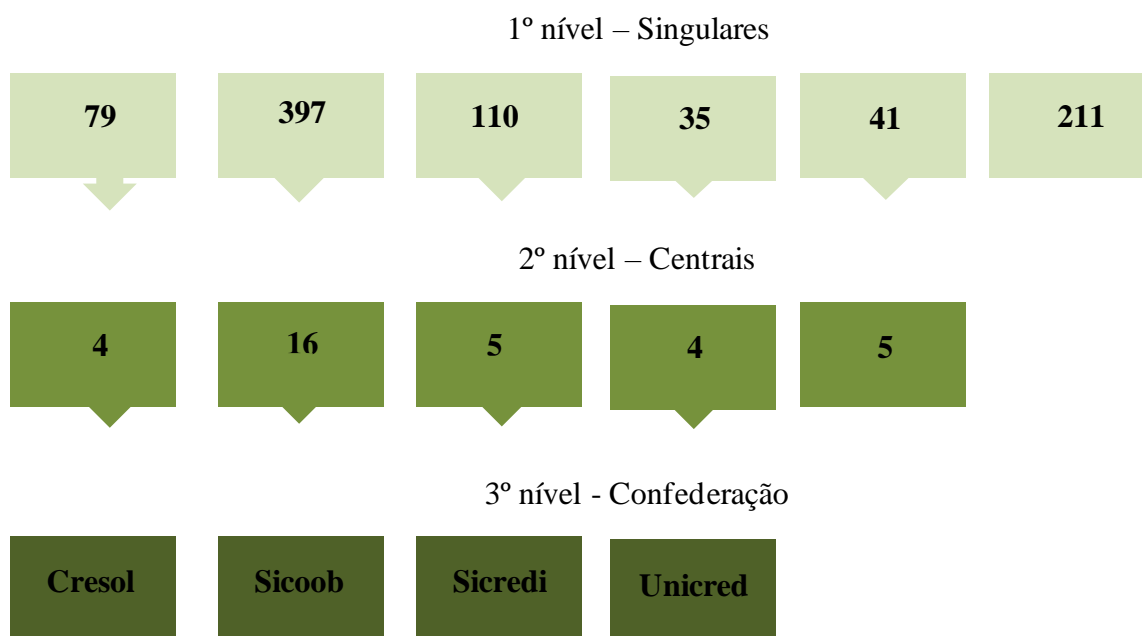 1º nível – Singulares
79 397 110 35 41 211
2º nível – Centrais
4 16 5 4 5
3º nível - Confederação
Cresol Sicoob Sicredi Unicred